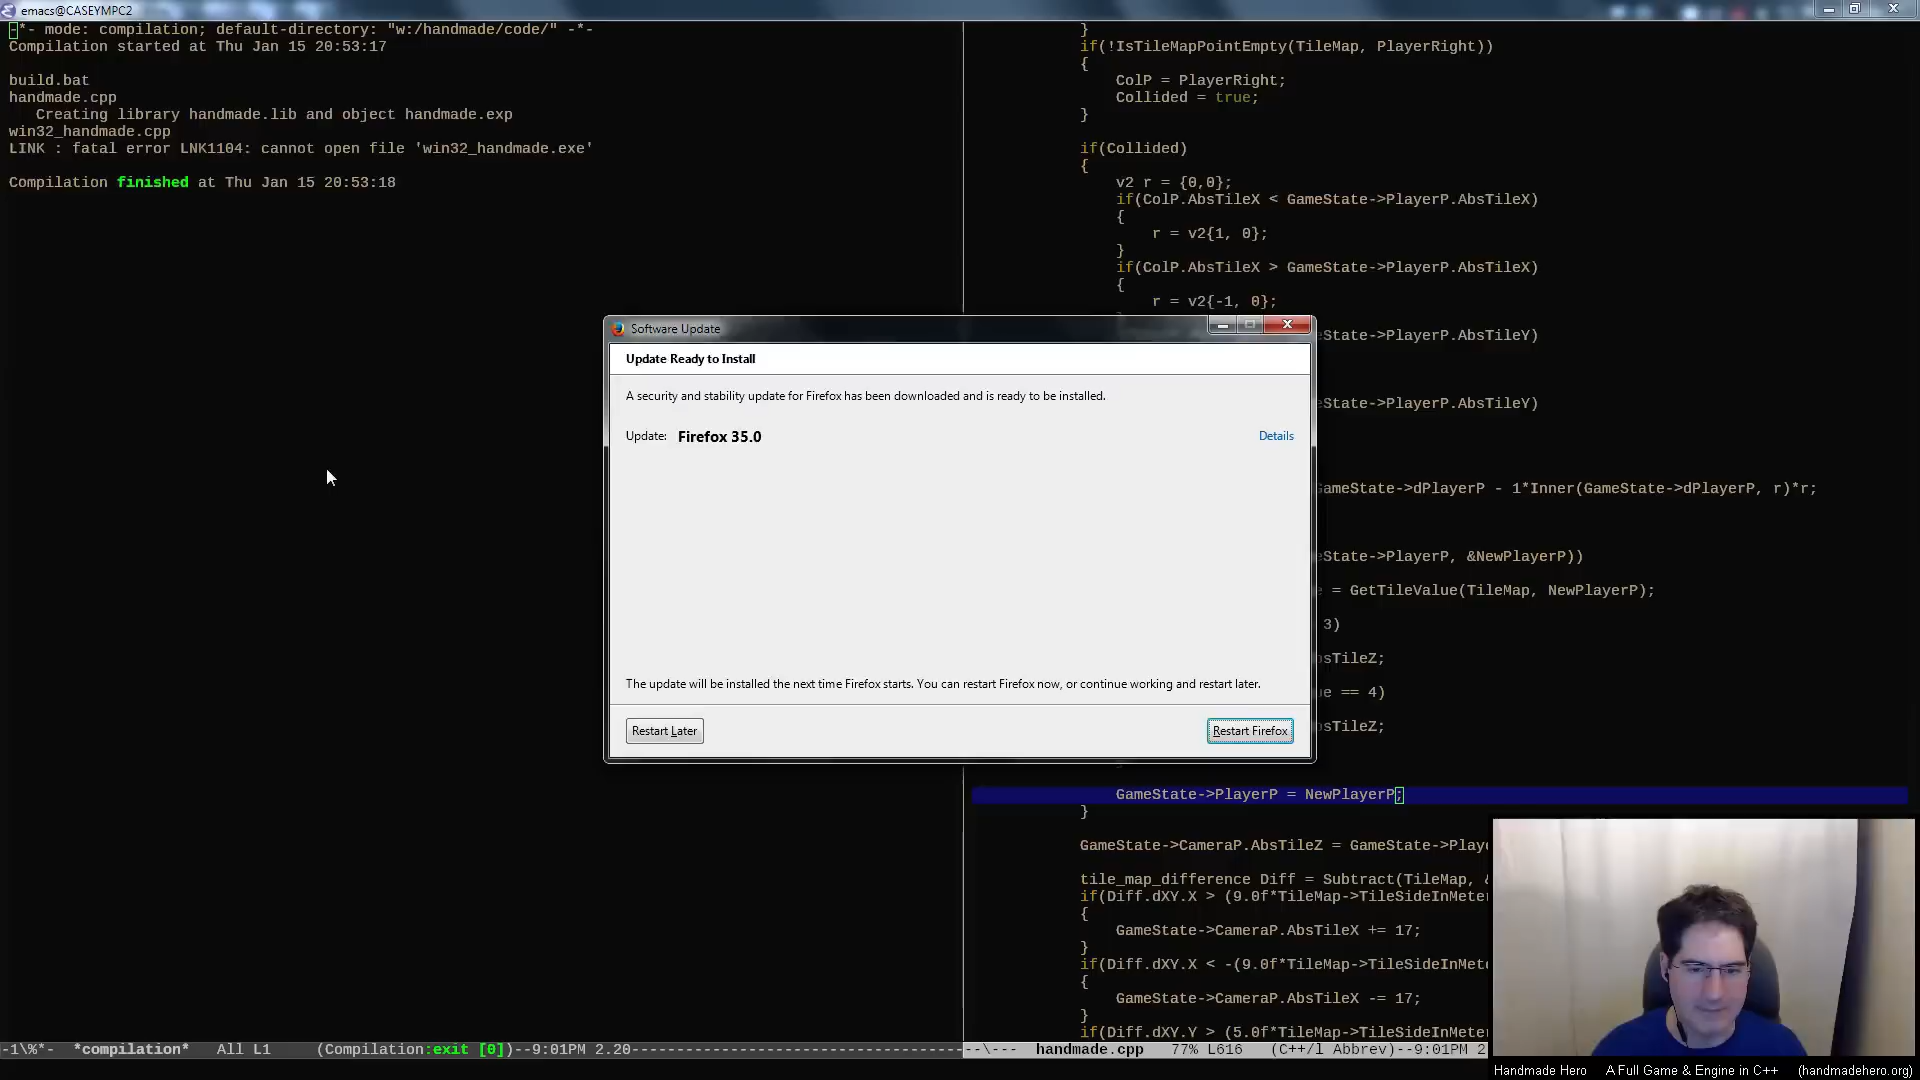 emacs@CASEYMPC2
-*- mode: compilation; default-directory: "w:/handmade/code/" -*-
Compilation started at Thu Jan 15 20:53:17
build.bat
handmade.cpp
Creating library handmade.lib and object handmade.exp
win32_handmade.cpp
LINK : fatal error LNK1104: cannot open file 'win32_handmade.exe'
Compilation finished at Thu Jan 15 20:53:18
}
if(!IsTileMapPointEmpty(TileMap, PlayerRight))
{
ColP = PlayerRight;
Collided = true;
}
if(Collided)
{
v2 r = {0,0};
if(ColP.AbsTileX < GameState->PlayerP.AbsTileX)
{
r = v2{1, 0};
}
if(ColP.AbsTileX > GameState->PlayerP.AbsTileX)
{
r = v2{-1, 0};
eState->PlayerP.AbsTileY)
eState->PlayerP.AbsTileY)
GameState->dPlayerP - 1*Inner(GameState->dPlayerP, r)*r;
eState->PlayerP, &NewPlayerP))
e = GetTileValue(TileMap, NewPlayerP);
3)
bsTileZ;
ue == 4)
bsTileZ;
Software Update
Update Ready to Install
A security and stability update for Firefox has been downloaded and is ready to be installed.
Update: Firefox 35.0 Details
The update will be installed the next time Firefox starts. You can restart Firefox now, or continue working and restart later.
Restart Later Restart Firefox
GameState->PlayerP = NewPlayerP;
}
GameState->CameraP.AbsTileZ = GameState->Playe
tile_map_difference Diff = Subtract(TileMap, &
if(Diff.dXY.X > (9.0f*TileMap->TileSideInMeter
{
GameState->CameraP.AbsTileX += 17;
}
if(Diff.dXY.X < -(9.0f*TileMap->TileSideInMete
{
GameState->CameraP.AbsTileX -= 17;
}
if(Diff.dXY.Y > (5.0f*TileMap->TileSideInMeter
-1\%*- *compilation* All L1 (Compilation:exit [0])--9:01PM 2.20
--\--- handmade.cpp 77% L616 (C++/l Abbrev)--9:01PM 2
Handmade Hero A Full Game & Engine in C++ (handmadehero.org)